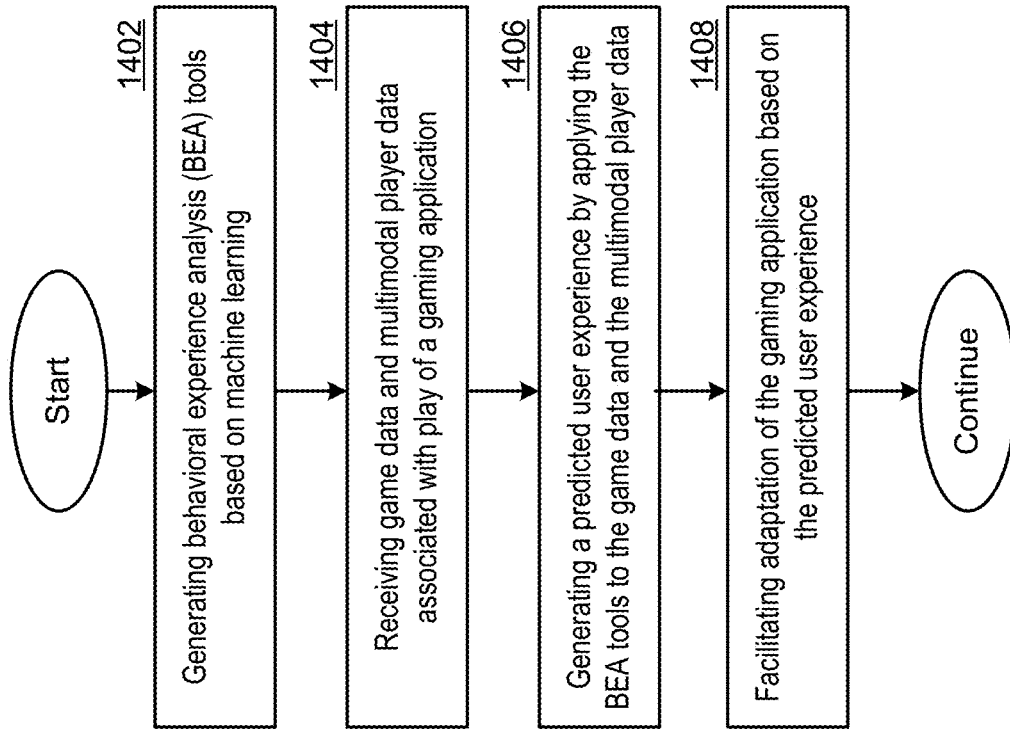 Start
1402
Generating behavioral experience analysis (BEA) tools
based on machine learning
1404
Receiving game data and multimodal player data
associated with play of a gaming application
1406
Generating a predicted user experience by applying the
BEA tools to the game data and the multimodal player data
1408
Facilitating adaptation of the gaming application based on
the predicted user experience
Continue